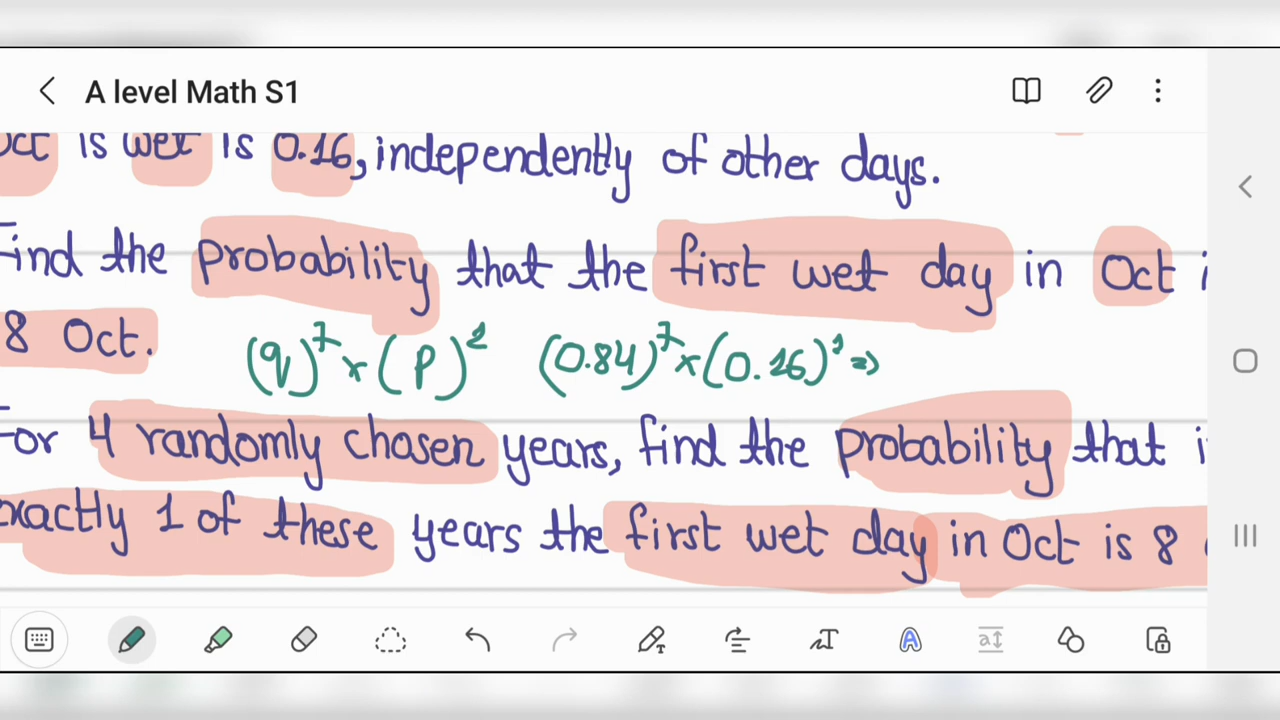 A level Math S1
Oct is wet is 0.16, independently of other days.
Find the probability that the first wet day in Oct
8 Oct. (q)⁷ × (p)¹ (0.84)⁷ × (0.16)¹ ⇒
For 4 randomly chosen years, find the probability that
exactly 1 of these years the first wet day in Oct is 8